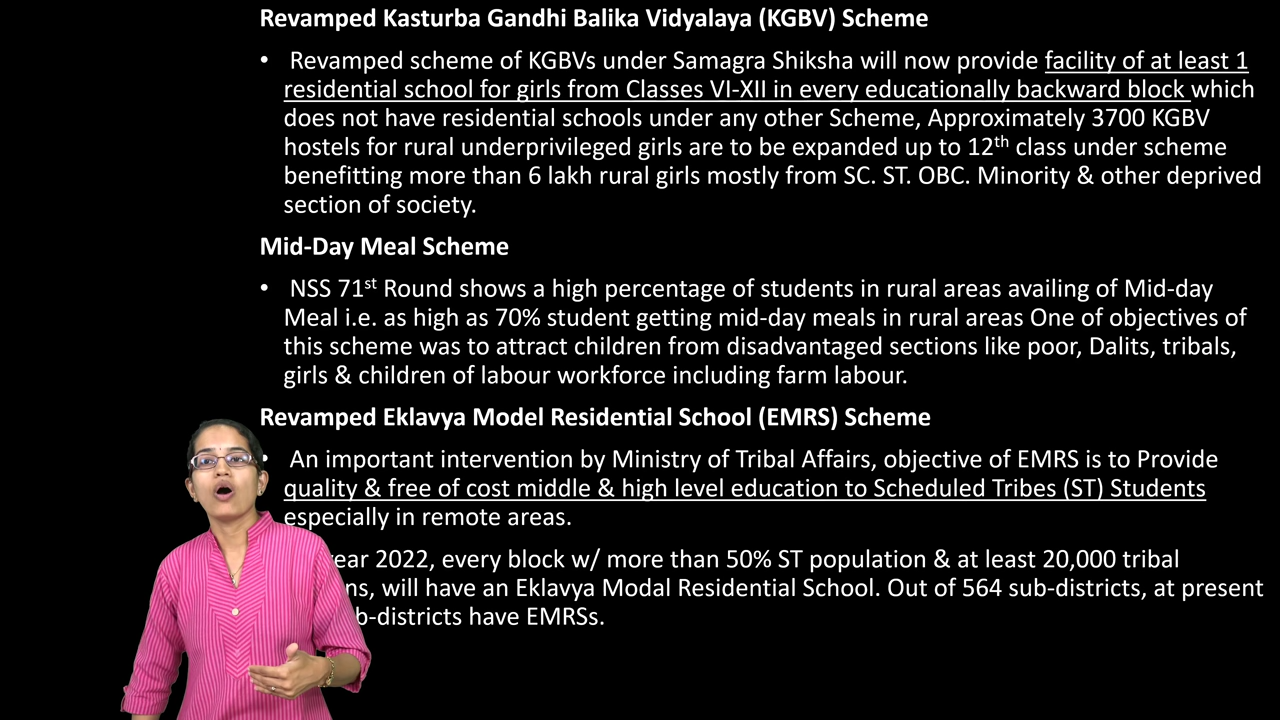 Revamped Kasturba Gandhi Balika Vidyalaya (KGBV) Scheme
• Revamped scheme of KGBVs under Samagra Shiksha will now provide facility of at least 1
residential school for girls from Classes VI-XII in every educationally backward block which
does not have residential schools under any other Scheme, Approximately 3700 KGBV
hostels for rural underprivileged girls are to be expanded up to 12th class under scheme
benefitting more than 6 lakh rural girls mostly from SC. ST. OBC. Minority & other deprived
section of society.
Mid-Day Meal Scheme
• NSS 71st Round shows a high percentage of students in rural areas availing of Mid-day
Meal i.e. as high as 70% student getting mid-day meals in rural areas One of objectives of
this scheme was to attract children from disadvantaged sections like poor, Dalits, tribals,
girls & children of labour workforce including farm labour.
Revamped Eklavya Model Residential School (EMRS) Scheme
• An important intervention by Ministry of Tribal Affairs, objective of EMRS is to Provide
quality & free of cost middle & high level education to Scheduled Tribes (ST) Students
especially in remote areas.
year 2022, every block w/ more than 50% ST population & at least 20,000 tribal
will have an Eklavya Modal Residential School. Out of 564 sub-districts, at present
have EMRSs.